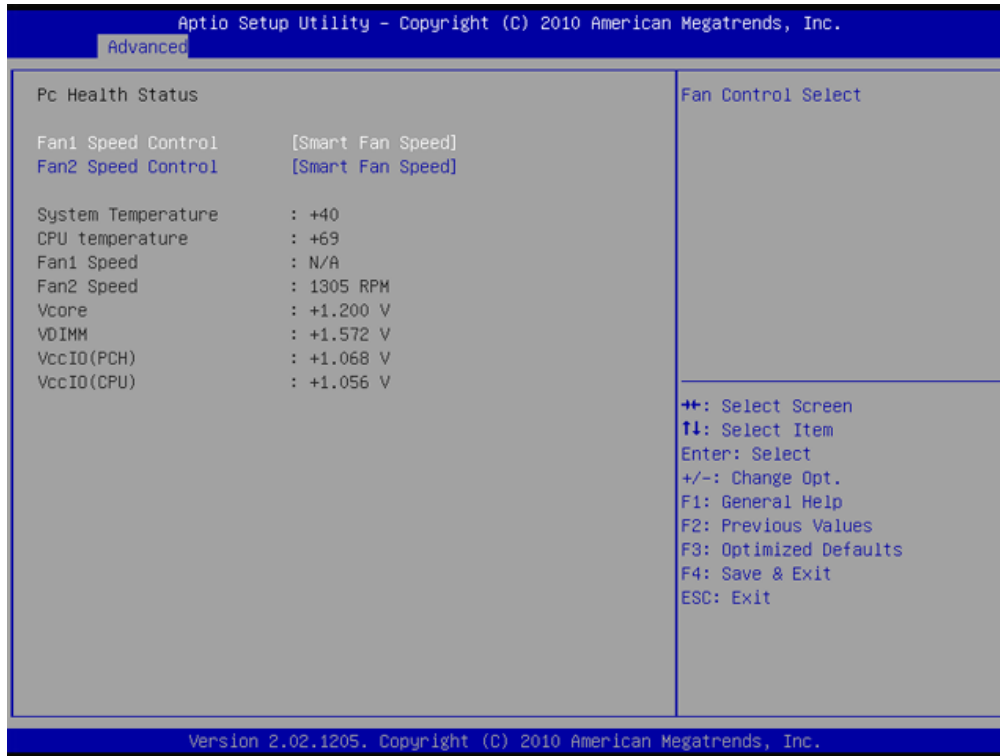 Aptio Setup Utility – Copyright (C) 2010 American Megatrends, Inc.
Advanced
Pc Health Status
Fan1 Speed Control [Smart Fan Speed]
Fan2 Speed Control [Smart Fan Speed]
System Temperature : +40
CPU temperature : +69
Fan1 Speed : N/A
Fan2 Speed : 1305 RPM
Vcore : +1.200 V
VDIMM : +1.572 V
VccIO(PCH) : +1.068 V
VccIO(CPU) : +1.056 V
Fan Control Select
→←: Select Screen
↑↓: Select Item
Enter: Select
+/-: Change Opt.
F1: General Help
F2: Previous Values
F3: Optimized Defaults
F4: Save & Exit
ESC: Exit
Version 2.02.1205. Copyright (C) 2010 American Megatrends, Inc.